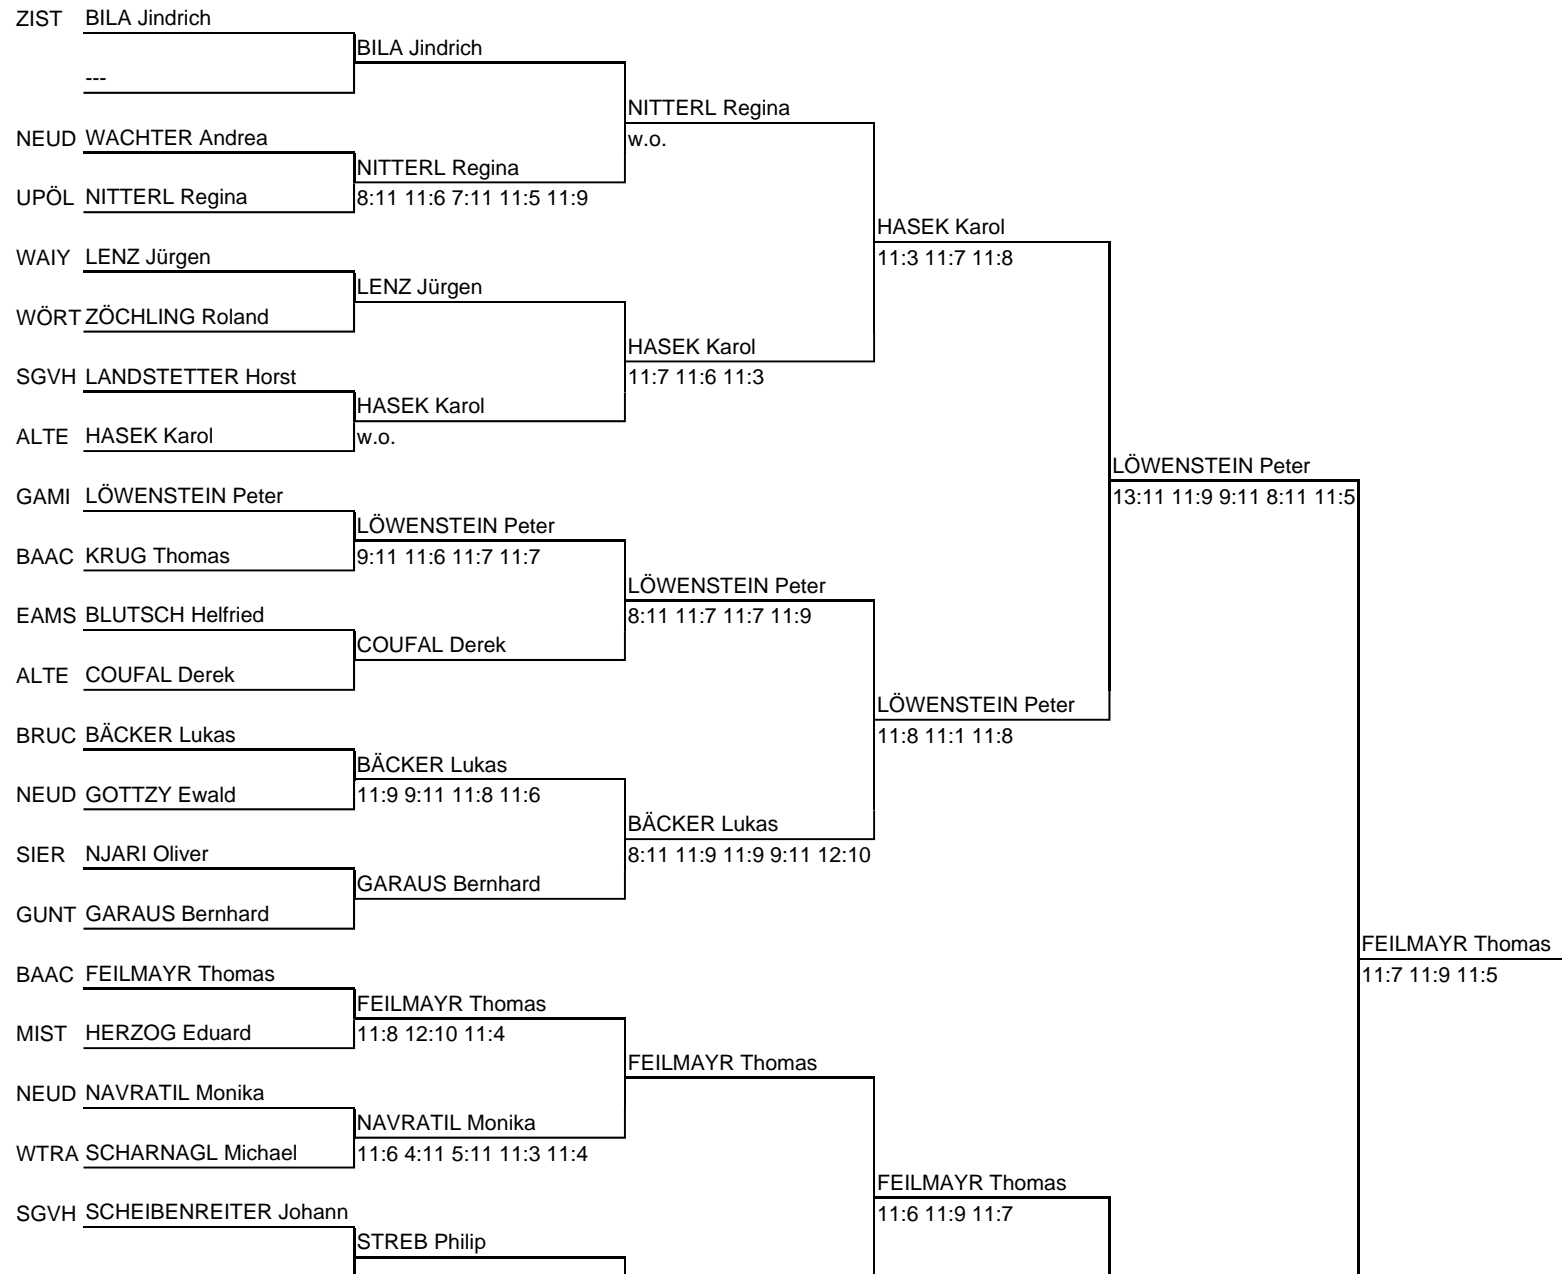 ZIST BILA Jindrich
BILA Jindrich
---
NITTERL Regina
NEUD WACHTER Andrea
w.o.
NITTERL Regina
UPÖL NITTERL Regina
8:11 11:6 7:11 11:5 11:9
HASEK Karol
WAIY LENZ Jürgen
11:3 11:7 11:8
LENZ Jürgen
WÖRT ZÖCHLING Roland
HASEK Karol
SGVH LANDSTETTER Horst
11:7 11:6 11:3
HASEK Karol
ALTE HASEK Karol
w.o.
LÖWENSTEIN Peter
GAMI LÖWENSTEIN Peter
13:11 11:9 9:11 8:11 11:5
LÖWENSTEIN Peter
BAAC KRUG Thomas
9:11 11:6 11:7 11:7
LÖWENSTEIN Peter
EAMS BLUTSCH Helfried
8:11 11:7 11:7 11:9
COUFAL Derek
ALTE COUFAL Derek
LÖWENSTEIN Peter
BRUC BÄCKER Lukas
11:8 11:1 11:8
BÄCKER Lukas
NEUD GOTTZY Ewald
11:9 9:11 11:8 11:6
BÄCKER Lukas
SIER NJARI Oliver
8:11 11:9 11:9 9:11 12:10
GARAUS Bernhard
GUNT GARAUS Bernhard
FEILMAYR Thomas
BAAC FEILMAYR Thomas
11:7 11:9 11:5
FEILMAYR Thomas
MIST HERZOG Eduard
11:8 12:10 11:4
FEILMAYR Thomas
NEUD NAVRATIL Monika
NAVRATIL Monika
WTRA SCHARNAGL Michael
11:6 4:11 5:11 11:3 11:4
FEILMAYR Thomas
SGVH SCHEIBENREITER Johann
11:6 11:9 11:7
STREB Philip